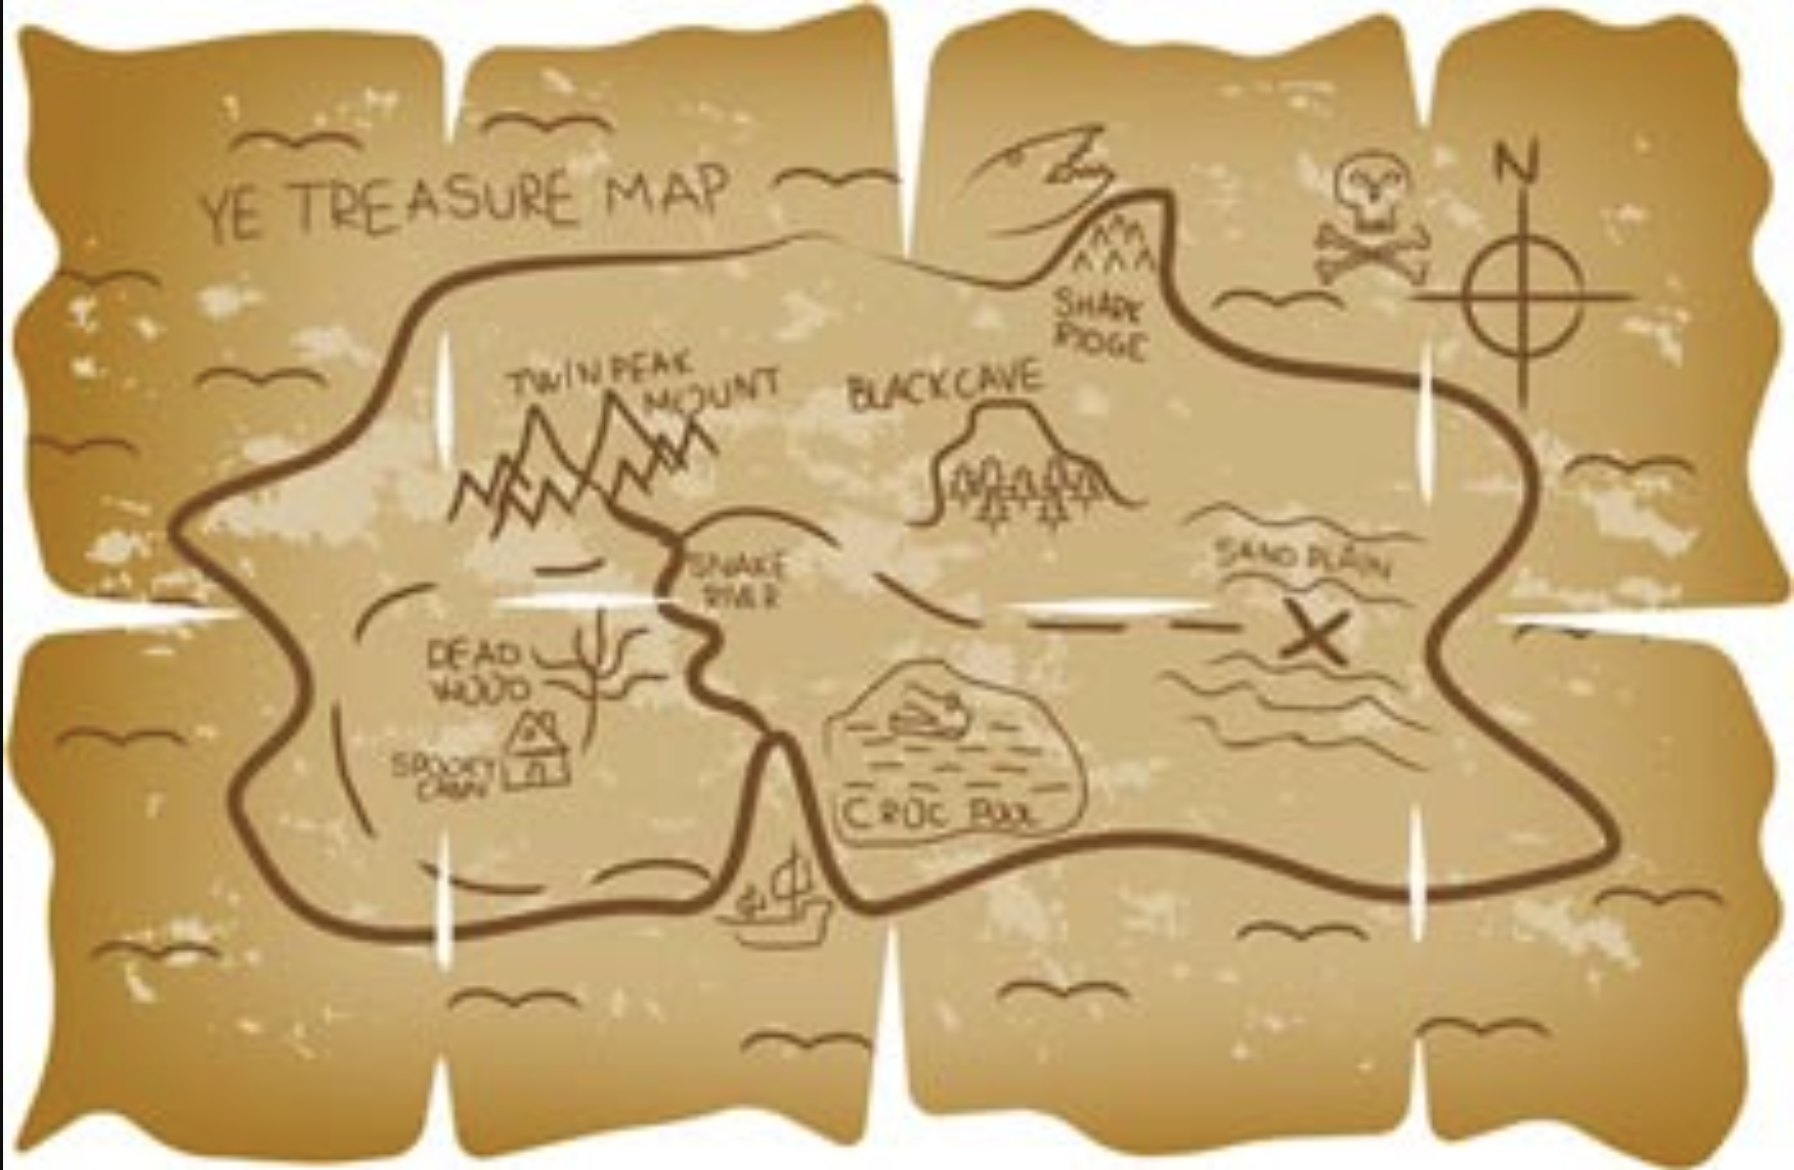 N
YE TREASURE MAP
SHARK
RIDGE
TWIN PEAK
MOUNT
BLACK CAVE
SNAKE
RIVER
SAND PLAIN
DEAD
WOOD
SPOOKY
CABIN
CROC POOL